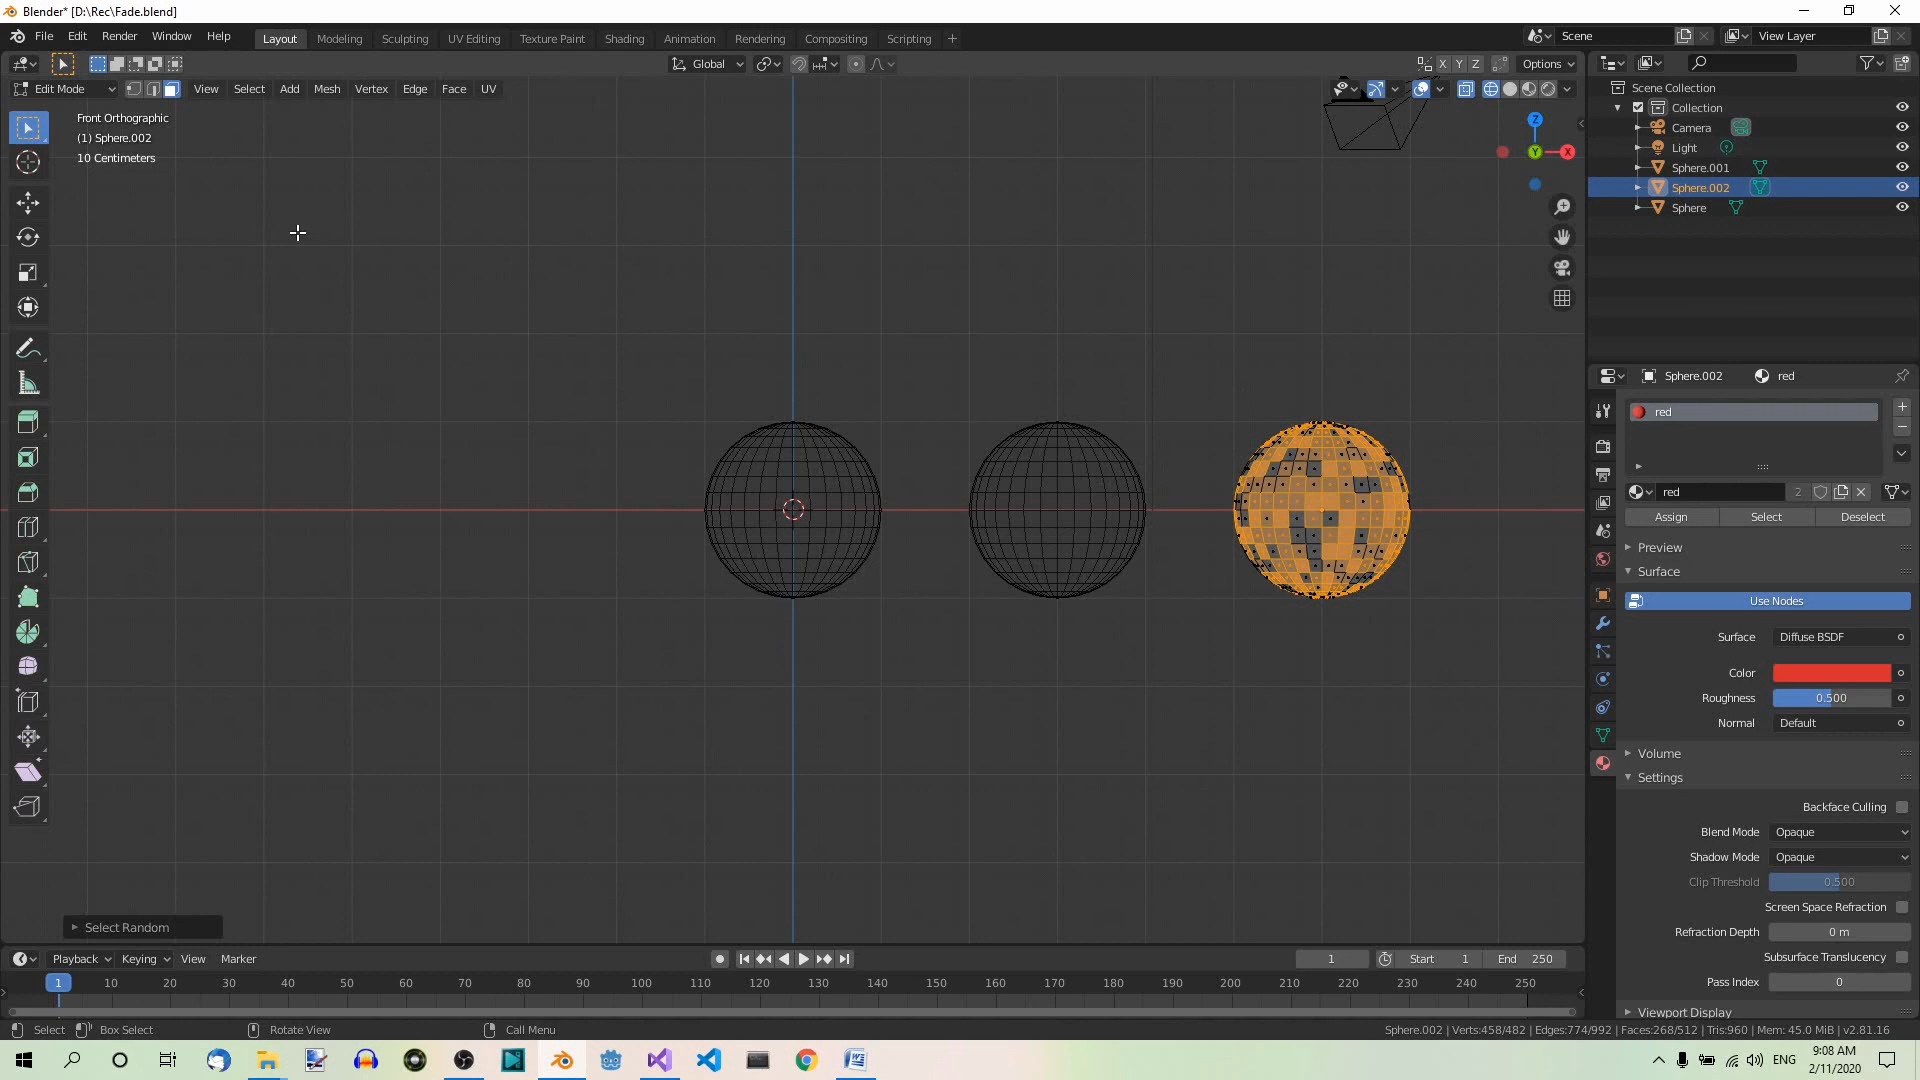 Blender* [D:\Rec\Fade.blend]
File Edit Render Window Help
Layout Modeling Sculpting UV Editing Texture Paint Shading Animation Rendering Compositing Scripting +
Scene
View Layer
Global
X Y Z
Options
Edit Mode
View Select Add Mesh Vertex Edge Face UV
Front Orthographic
(1) Sphere.002
10 Centimeters
Z
Y
X
Scene Collection
Collection
Camera
Light
Sphere.001
Sphere.002
Sphere
Sphere.002
red
red
red
2
Assign
Select
Deselect
Preview
Surface
Use Nodes
Surface
Diffuse BSDF
Color
Roughness
0.500
Normal
Default
Volume
Settings
Backface Culling
Blend Mode
Opaque
Shadow Mode
Opaque
Clip Threshold
0.500
Screen Space Refraction
Refraction Depth
0 m
Subsurface Translucency
Pass Index
0
Viewport Display
Select Random
Playback Keying View Marker
1
Start 1
End 250
1 10 20 30 40 50 60 70 80 90 100 110 120 130 140 150 160 170 180 190 200 210 220 230 240 250
Select
Box Select
Rotate View
Call Menu
Sphere.002 | Verts:458/482 | Edges:774/992 | Faces:268/512 | Tris:960 | Mem: 45.0 MiB | v2.81.16
ENG
9:08 AM
2/11/2020